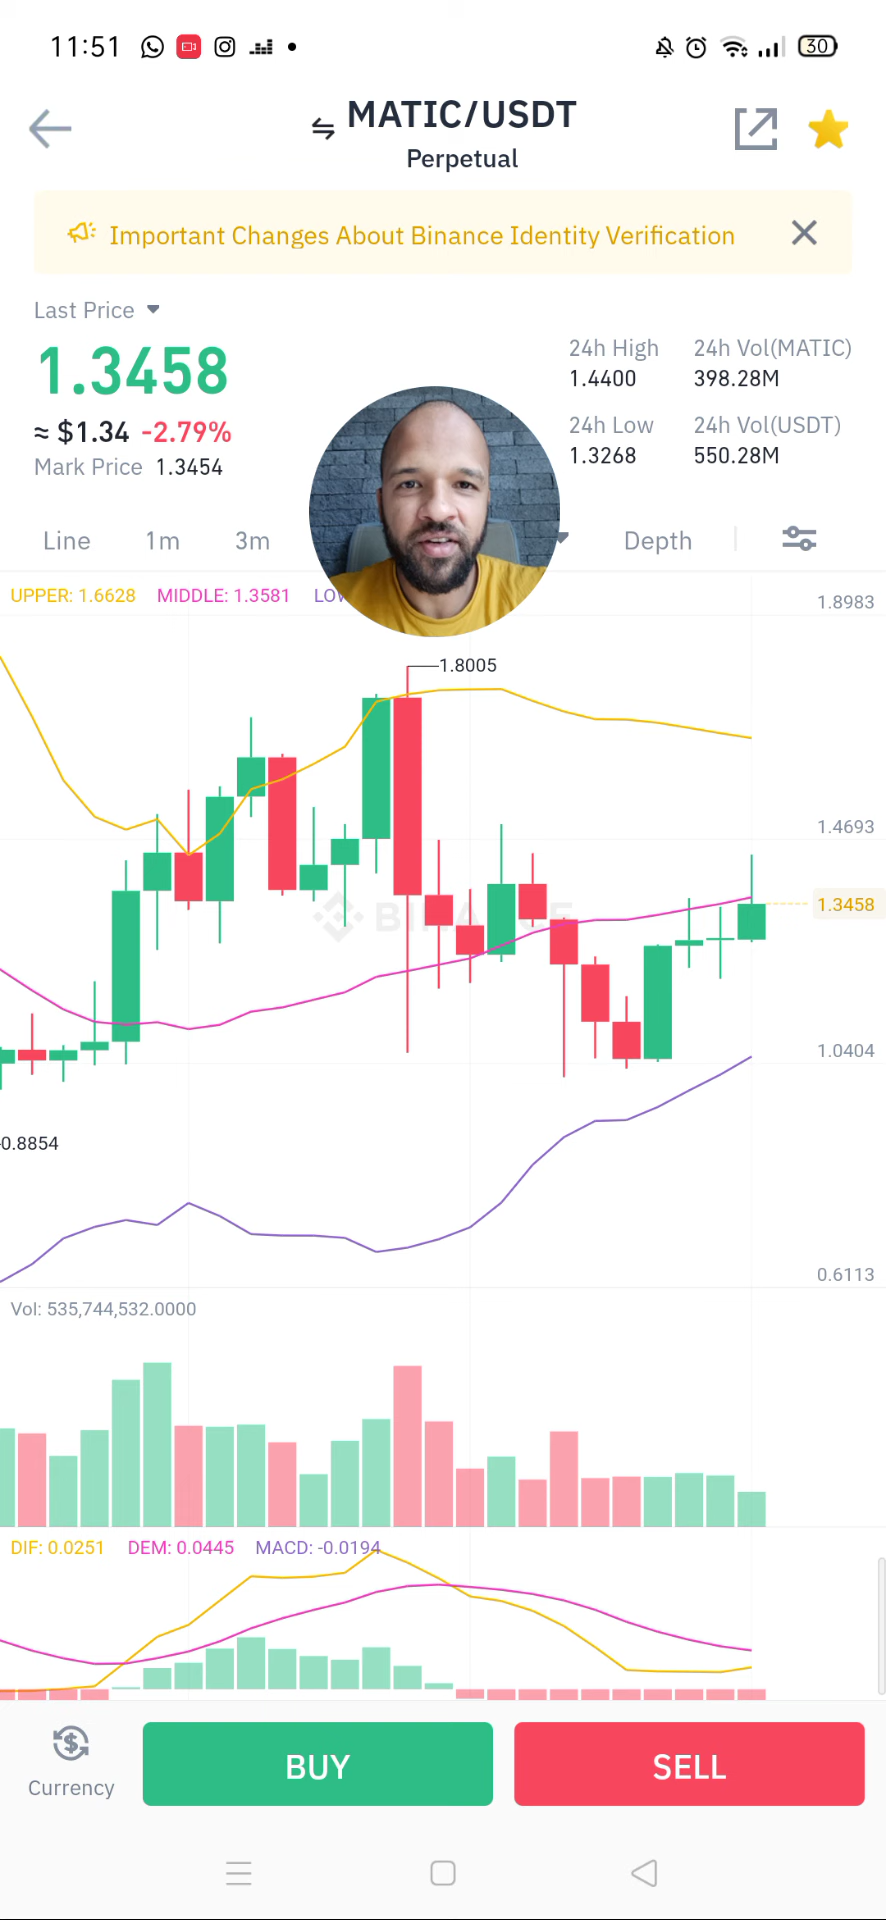 11:51
30
MATIC/USDT
Perpetual
Important Changes About Binance Identity Verification
Last Price
1.3458
≈ $1.34 -2.79%
Mark Price 1.3454
24h High 24h Vol(MATIC)
1.4400 398.28M
24h Low 24h Vol(USDT)
1.3268 550.28M
Line 1m 3m Depth
UPPER: 1.6628 MIDDLE: 1.3581
1.8983
1.8005
1.4693
1.3458
1.0404
0.8854
0.6113
Vol: 535,744,532.0000
DIF: 0.0251 DEM: 0.0445 MACD: -0.0194
Currency
BUY
SELL